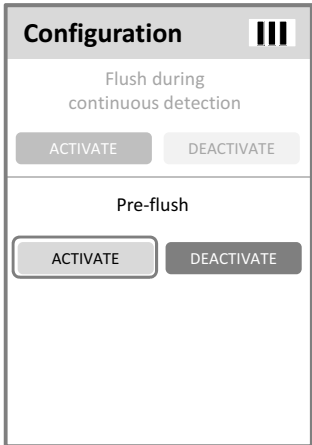 Configuration
Flush during
continuous detection
ACTIVATE DEACTIVATE
Pre-flush
ACTIVATE DEACTIVATE